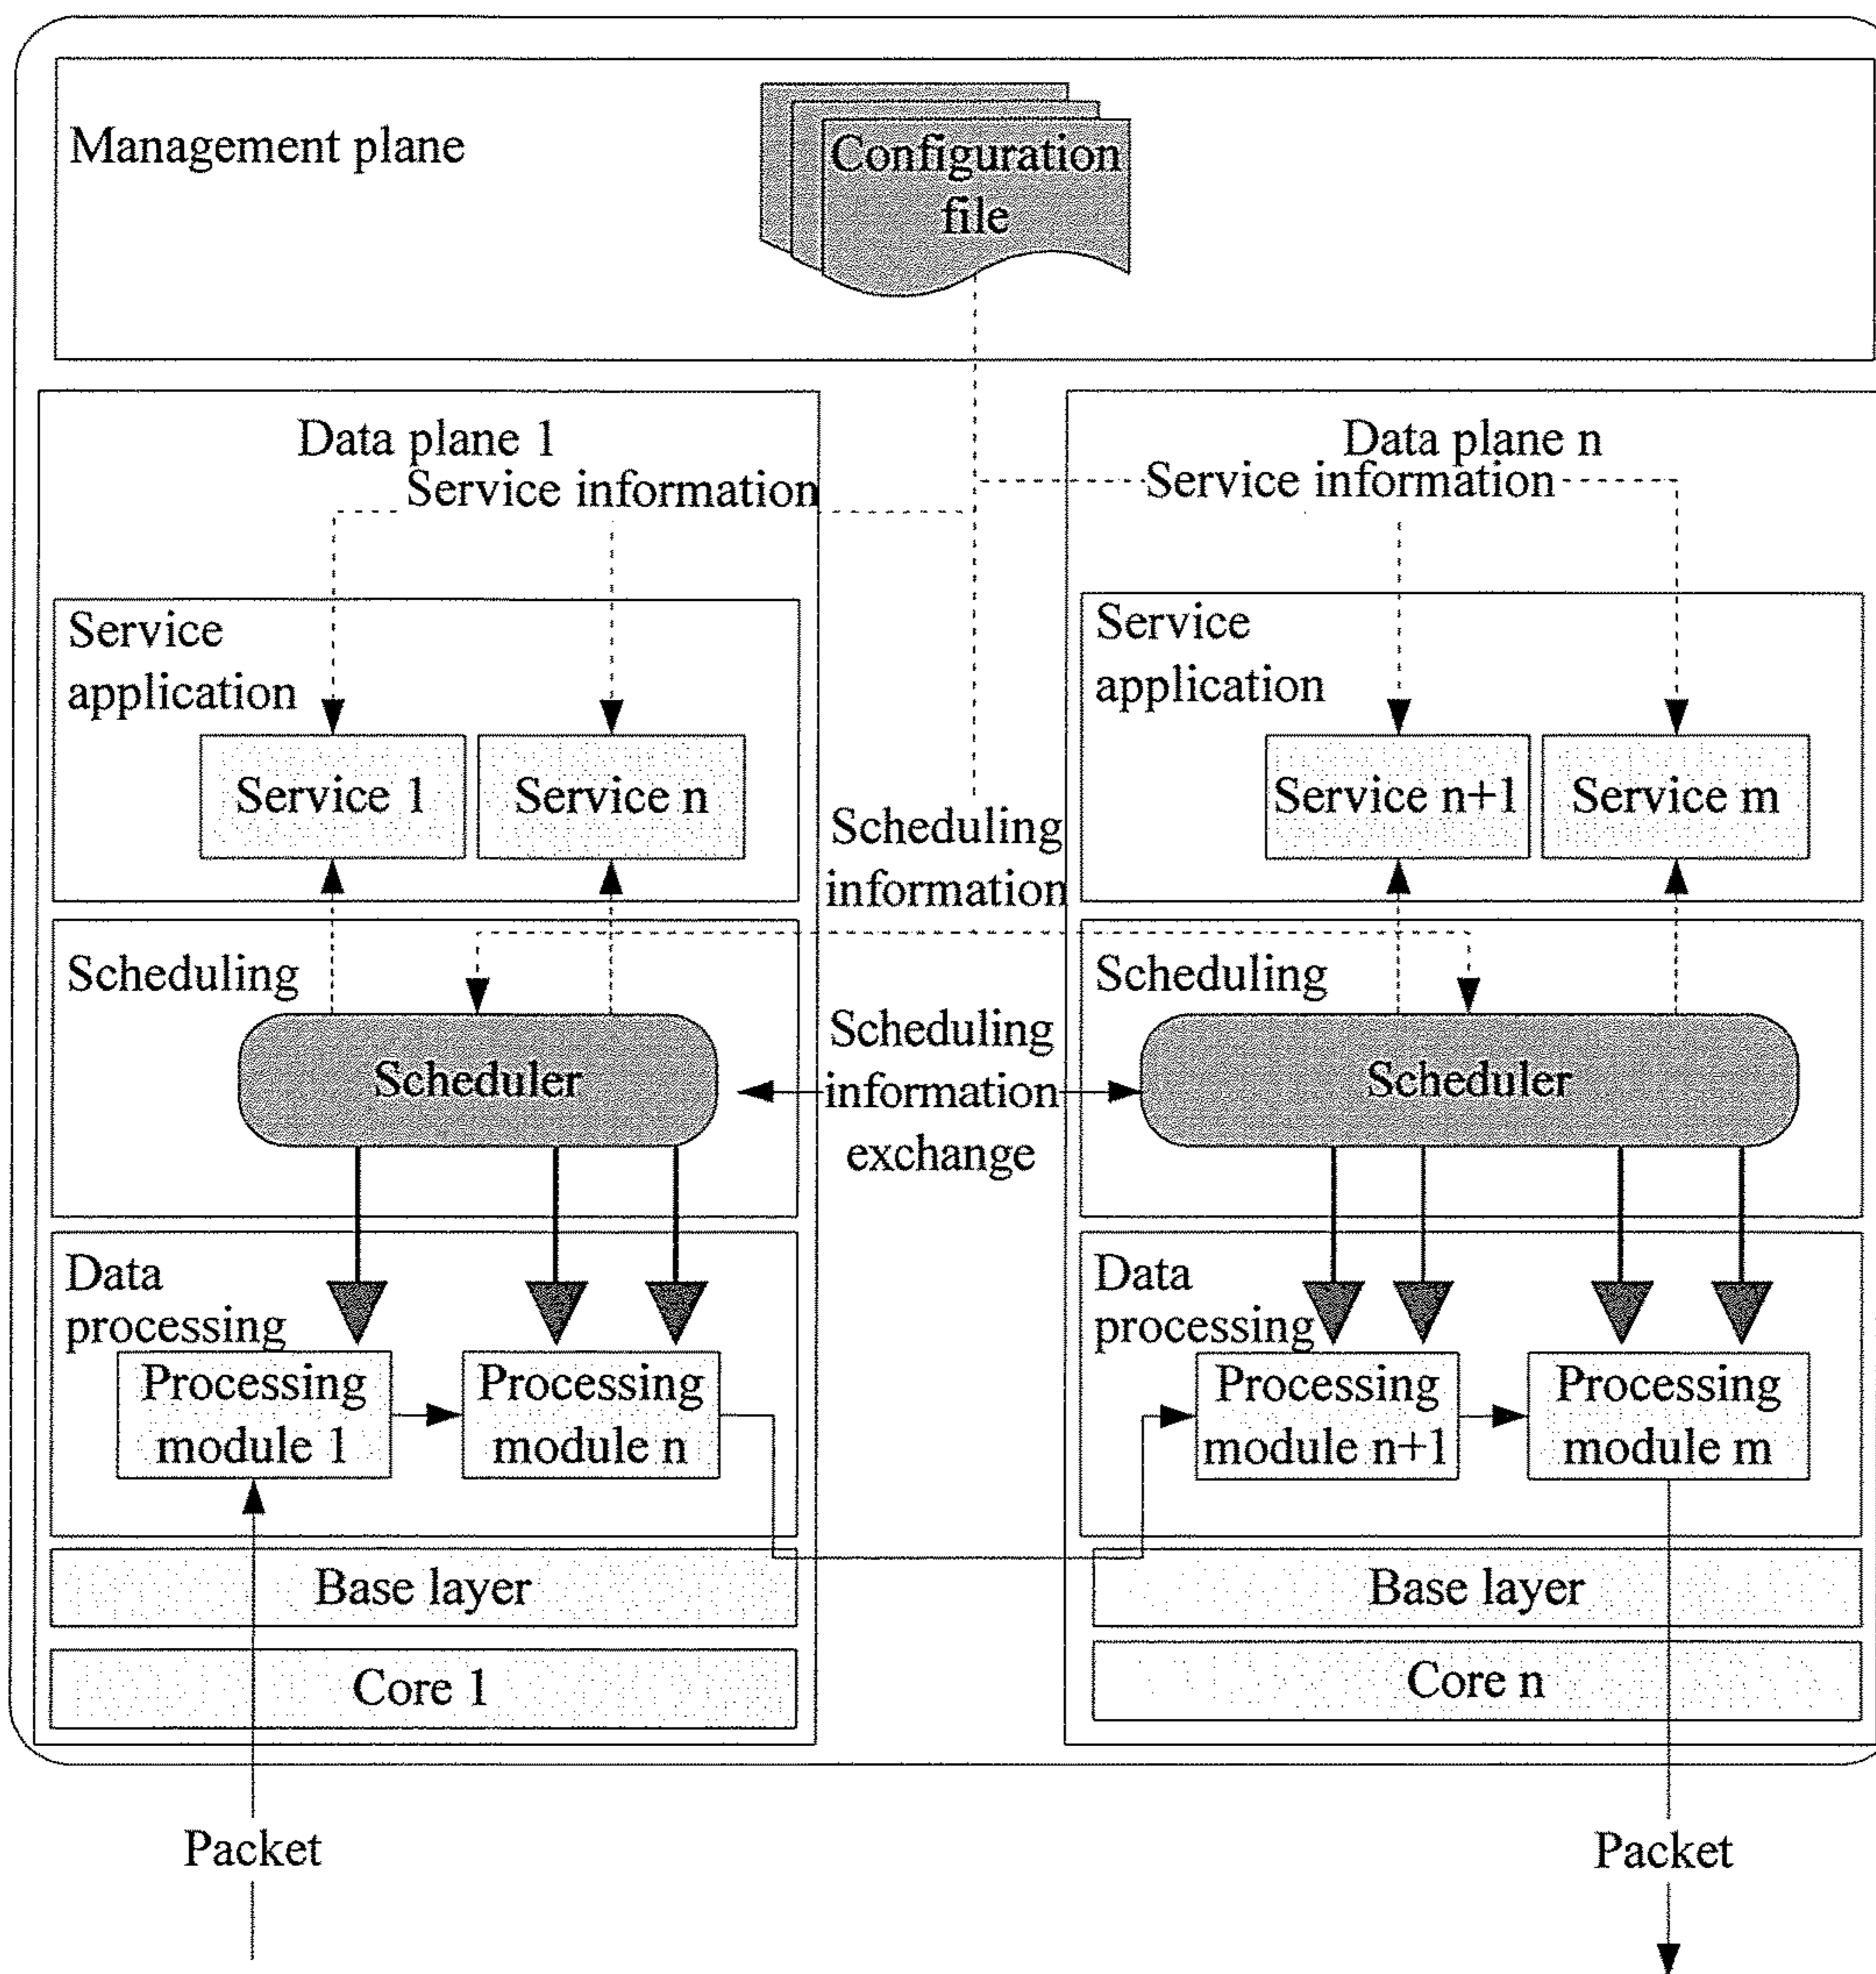 Management plane
Configuration
file
Data plane 1
Service information
Data plane n
Service information
Service
application
Service 1
Service n
Service
application
Service n+1
Service m
Scheduling
information
Scheduling
Scheduler
Scheduling
information
exchange
Scheduling
Scheduler
Data
processing
Processing
module 1
Processing
module n
Data
processing
Processing
module n+1
Processing
module m
Base layer
Base layer
Core 1
Core n
Packet
Packet